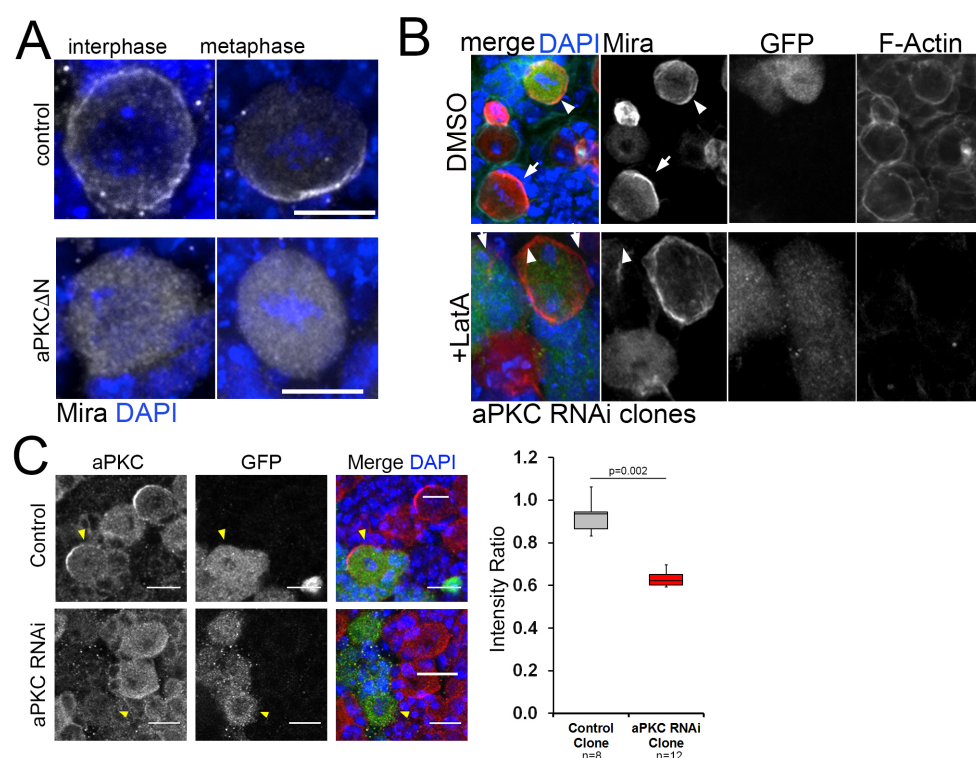 A
interphase metaphase
control
aPKCΔN
Mira DAPI
B
merge DAPI Mira GFP F-Actin
DMSO
+LatA
aPKC RNAi clones
C
aPKC GFP Merge DAPI
Control
aPKC RNAi
1.2
1.0
0.8
0.6
0.4
0.2
0.0
Intensity Ratio
p=0.002
Control Clone n=8
aPKC RNAi Clone n=12